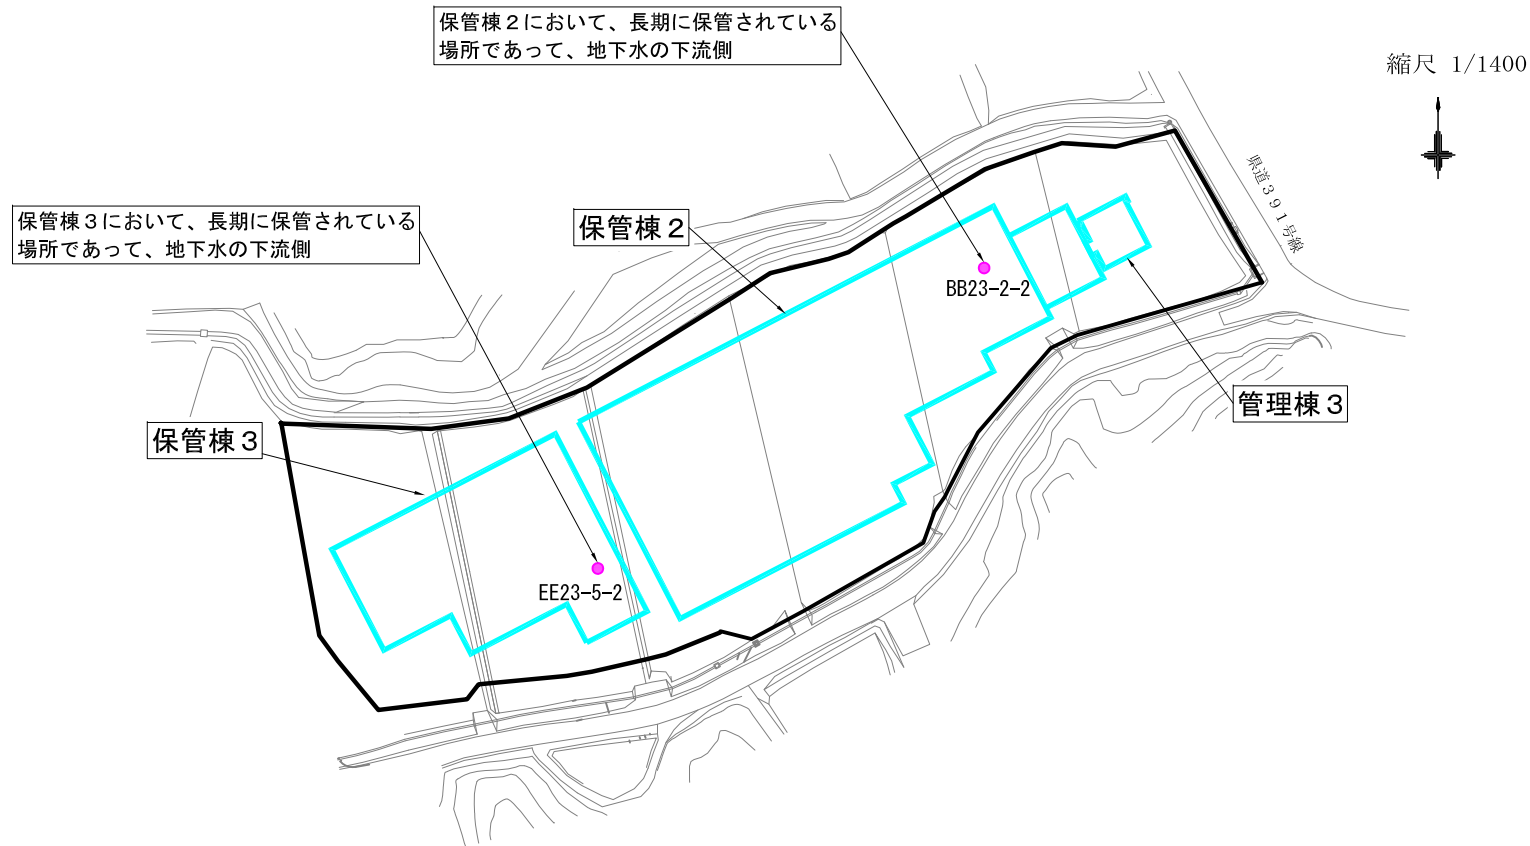 保管棟２において、長期に保管されている
場所であって、地下水の下流側
縮尺 1/1400
県道３９１号線
保管棟３において、長期に保管されている
場所であって、地下水の下流側
保管棟２
BB23-2-2
管理棟３
保管棟３
EE23-5-2